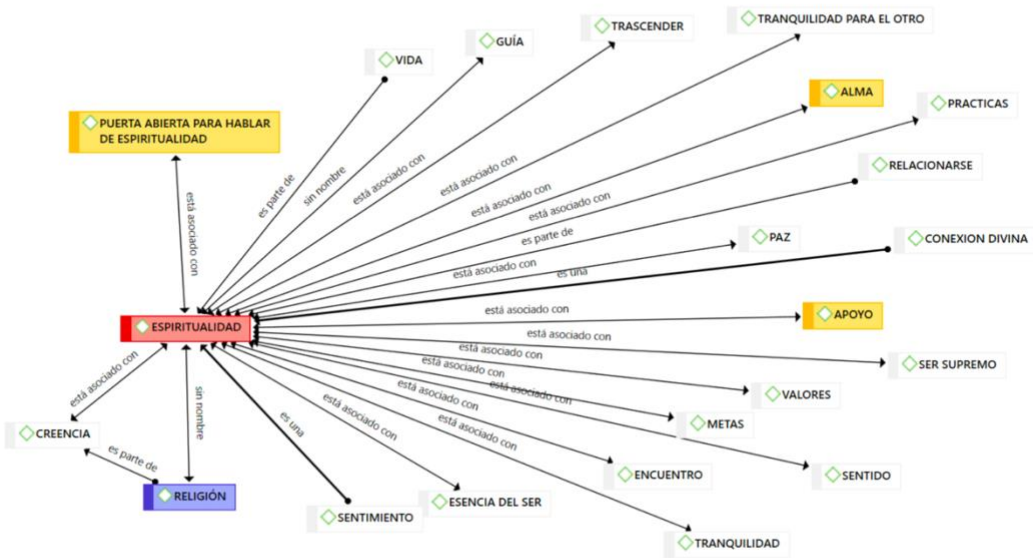 TRANQUILIDAD PARA EL OTRO
TRASCENDER
GUÍA
VIDA
ALMA
PRACTICAS
PUERTA ABIERTA PARA HABLAR
DE ESPIRITUALIDAD
RELACIONARSE
PAZ
CONEXION DIVINA
está asociado con
es parte de
sin nombre
está asociado con
está asociado con
está asociado con
está asociado con
es parte de
está asociado con
es una
ESPIRITUALIDAD
APOYO
está asociado con
está asociado con
está asociado con
está asociado con
está asociado con
está asociado con
está asociado con
está asociado con
está asociado con
es una
sin nombre
está asociado con
SER SUPREMO
VALORES
METAS
CREENCIA
es parte de
RELIGIÓN
SENTIMIENTO
ESENCIA DEL SER
ENCUENTRO
SENTIDO
TRANQUILIDAD